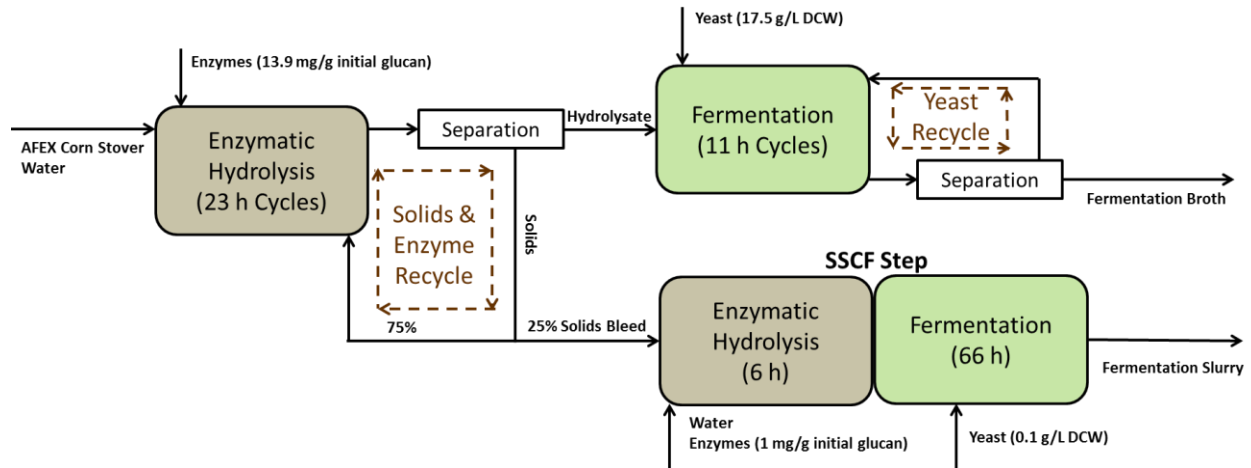 Yeast (17.5 g/L DCW)
Enzymes (13.9 mg/g initial glucan)
AFEX Corn Stover
Water
Enzymatic
Hydrolysis
(23 h Cycles)
Separation
Hydrolysate
Fermentation
(11 h Cycles)
Yeast
Recycle
Separation
Fermentation Broth
Solids &
Enzyme
Recycle
Solids
75%
25% Solids Bleed
SSCF Step
Enzymatic
Hydrolysis
(6 h)
Fermentation
(66 h)
Fermentation Slurry
Water
Enzymes (1 mg/g initial glucan)
Yeast (0.1 g/L DCW)